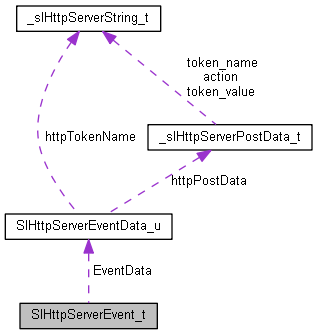 _slHttpServerString_t
token_name
action
token_value
httpTokenName
_slHttpServerPostData_t
httpPostData
SlHttpServerEventData_u
EventData
SlHttpServerEvent_t